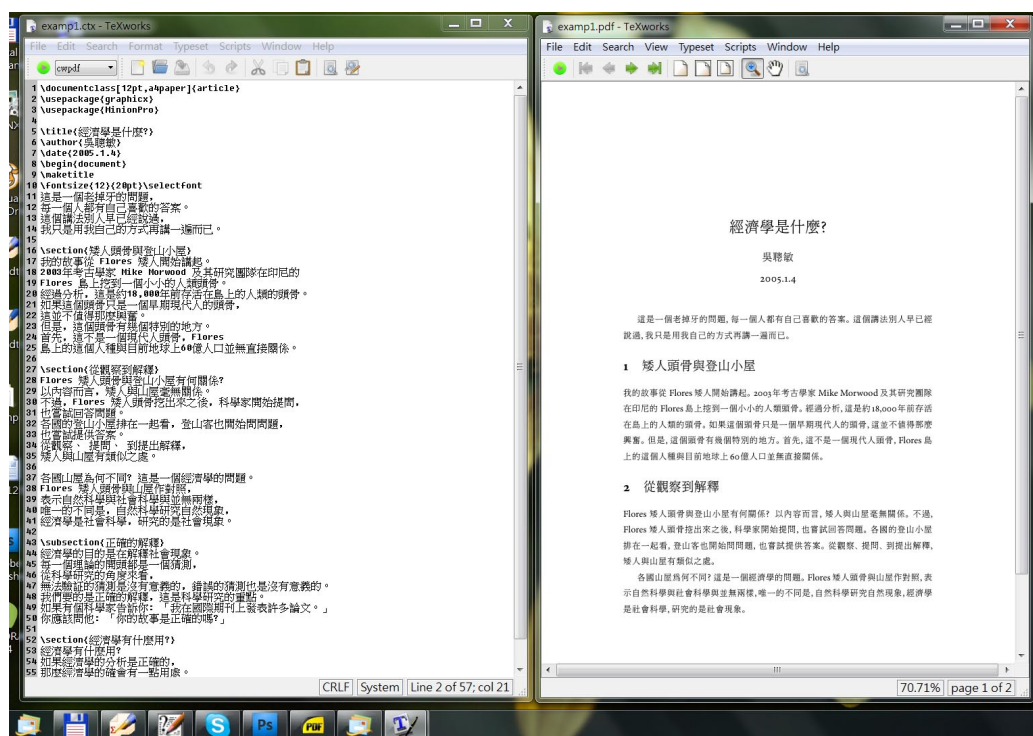 exampl1.ctx - TeXworks
File Edit Search Format Typeset Scripts Window Help
cwpdf
1 \documentclass[12pt,a4paper]{article}
2 \usepackage{graphicx}
3 \usepackage{MinionPro}
4
5 \title{經濟學是什麼?}
6 \author{吳聰敏}
7 \date{2005.1.4}
8 \begin{document}
9 \maketitle
10 \fontsize{12}{20pt}\selectfont
11 這是一個老掉牙的問題,
12 每一個人都有自己喜歡的答案。
13 這個講法別人早已經說過,
14 我只是用我自己的方式再講一遍而已。
15
16 \section{矮人頭骨與登山小屋}
17 我的故事從 Flores 矮人開始講起。
18 2003年考古學家 Mike Morwood 及其研究團隊在印尼的
19 Flores 島上挖到一個小小的人類頭骨。
20 經過分析, 這是約18,000年前存活在島上的人類的頭骨。
21 如果這個頭骨只是一個早期現代人的頭骨,
22 這並不值得那麼興奮。
23 但是, 這個頭骨有幾個特別的地方。
24 首先, 這不是一個現代人頭骨, Flores
25 島上的這個人種與目前地球上60億人口並無直接關係。
26
27 \section{從觀察到解釋}
28 Flores 矮人頭骨與登山小屋有何關係?
29 以內容而言, 矮人與山屋毫無關係。
30 不過, Flores 矮人頭骨挖出來之後, 科學家開始提問,
31 也嘗試回答問題。
32 各國的登山小屋排在一起看, 登山客也開始問問題,
33 也嘗試提供答案。
34 從觀察、 提問、 到提出解釋,
35 矮人與山屋有類似之處。
36
37 各國山屋為何不同? 這是一個經濟學的問題。
38 Flores 矮人頭骨與山屋作對照,
39 表示自然科學與社會科學與並無兩樣,
40 唯一的不同是, 自然科學研究自然現象,
41 經濟學是社會科學, 研究的是社會現象。
42
43 \subsection{正確的解釋}
44 經濟學的目的是在解釋社會現象。
45 每一個理論的開頭都是一個猜測,
46 從科學研究的角度來看,
47 無法驗証的猜測是沒有意義的, 錯誤的猜測也是沒有意義的。
48 我們要的是正確的解釋, 這是科學研究的重點。
49 如果有個科學家告訴你: 「我在國際期刊上發表許多論文。」
50 你應該問他: 「你的故事是正確的嗎?」
51
52 \section{經濟學有什麼用?}
53 經濟學有什麼用?
54 如果經濟學的分析是正確的,
55 那麼經濟學的確會有一點用處。
CRLF System Line 2 of 57; col 21
examp1.pdf - TeXworks
File Edit Search View Typeset Scripts Window Help
經濟學是什麼?
吳聰敏
2005.1.4
這是一個老掉牙的問題, 每一個人都有自己喜歡的答案。這個講法別人早已經
說過, 我只是用我自己的方式再講一遍而已。
1 矮人頭骨與登山小屋
我的故事從 Flores 矮人開始講起。2003年考古學家 Mike Morwood 及其研究團隊
在印尼的 Flores 島上挖到一個小小的人類頭骨。經過分析, 這是約18,000年前存活
在島上的人類的頭骨。如果這個頭骨只是一個早期現代人的頭骨, 這並不值得那麼
興奮。但是, 這個頭骨有幾個特別的地方。首先, 這不是一個現代人頭骨, Flores 島
上的這個人種與目前地球上60億人口並無直接關係。
2 從觀察到解釋
Flores 矮人頭骨與登山小屋有何關係? 以內容而言, 矮人與山屋毫無關係。不過,
Flores 矮人頭骨挖出來之後, 科學家開始提問, 也嘗試回答問題。各國的登山小屋
排在一起看, 登山客也開始問問題, 也嘗試提供答案。從觀察、提問、到提出解釋,
矮人與山屋有類似之處。
各國山屋為何不同? 這是一個經濟學的問題。Flores 矮人頭骨與山屋作對照, 表
示自然科學與社會科學與並無兩樣, 唯一的不同是, 自然科學研究自然現象, 經濟學
是社會科學, 研究的是社會現象。
70.71% page 1 of 2
Ps
PDF